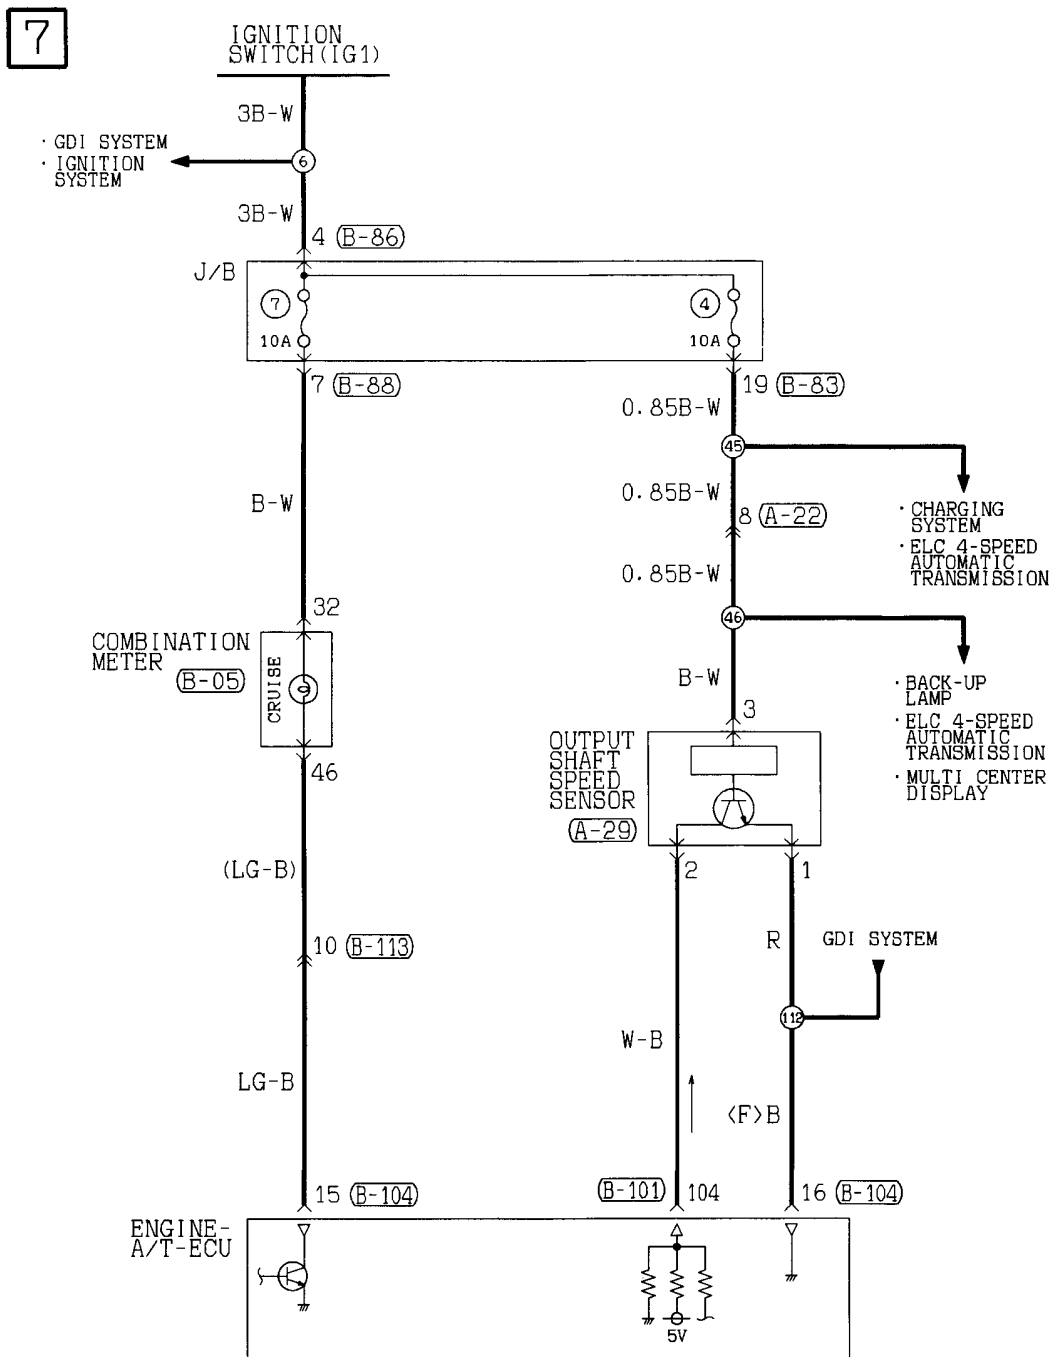 7
IGNITION
SWITCH(IG1)
3B-W
· GDI SYSTEM
· IGNITION
SYSTEM
6
3B-W
4 (B-86)
J/B
7
10A
4
10A
7 (B-88)
19 (B-83)
0.85B-W
45
B-W
0.85B-W
8 (A-22)
· CHARGING
SYSTEM
· ELC 4-SPEED
AUTOMATIC
TRANSMISSION
0.85B-W
32
46
COMBINATION
METER
(B-05)
CRUISE
B-W
· BACK-UP
LAMP
· ELC 4-SPEED
AUTOMATIC
TRANSMISSION
· MULTI CENTER
DISPLAY
3
OUTPUT
SHAFT
SPEED
SENSOR
(A-29)
46
(LG-B)
2
1
10 (B-113)
R
GDI SYSTEM
112
W-B
LG-B
<F>B
15 (B-104)
(B-101) 104
16 (B-104)
ENGINE-
A/T-ECU
5V